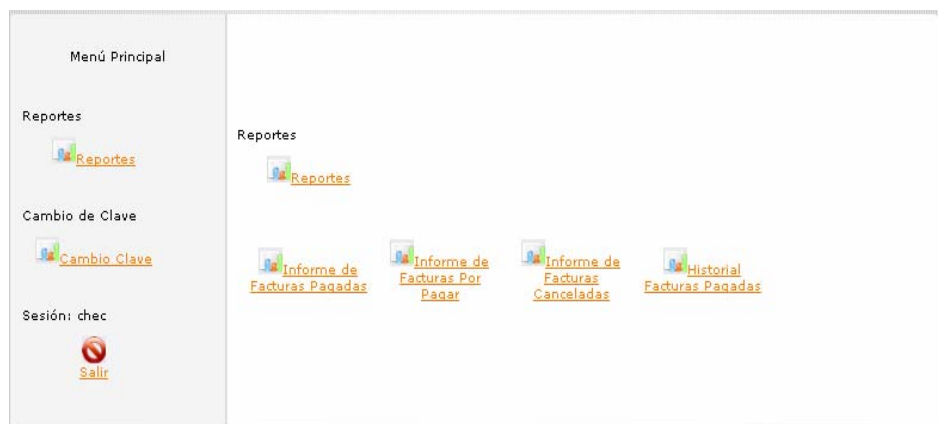 Menú Principal
Reportes
Reportes
Cambio de Clave
Cambio Clave
Sesión: chec
Salir
Reportes
Reportes
Informe de
Facturas Pagadas
Informe de
Facturas Por
Pagar
Informe de
Facturas
Canceladas
Historial
Facturas Pagadas